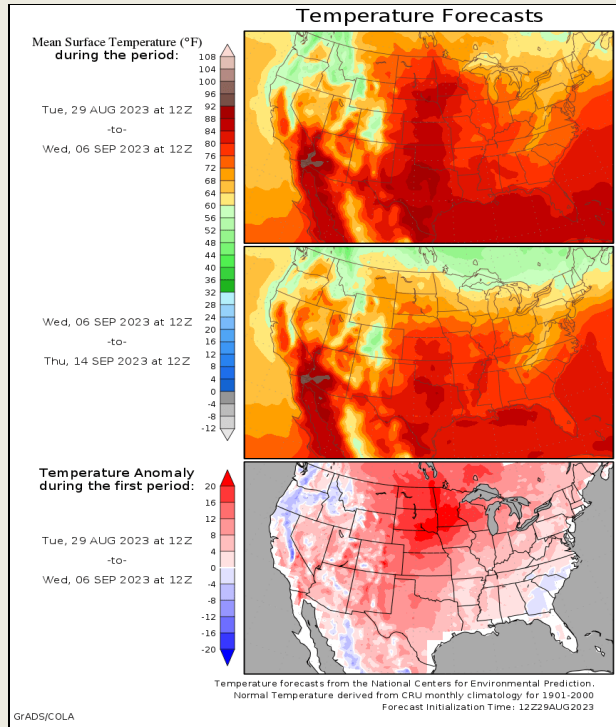 Temperature Forecasts
Mean Surface Temperature (°F)
during the period:
108
104
100
96
92
88
84
80
76
72
68
64
60
56
52
48
44
40
36
32
28
24
20
16
12
8
4
0
-4
-8
-12
Tue, 29 AUG 2023 at 12Z
-to-
Wed, 06 SEP 2023 at 12Z
Wed, 06 SEP 2023 at 12Z
-to-
Thu, 14 SEP 2023 at 12Z
Temperature Anomaly
during the first period:
20
16
12
8
4
0
-4
-8
-12
-16
-20
Tue, 29 AUG 2023 at 12Z
-to-
Wed, 06 SEP 2023 at 12Z
Temperature forecasts from the National Centers for Environmental Prediction.
Normal Temperature derived from CRU monthly climatology for 1901-2000
Forecast Initialization Time: 12Z29AUG2023
GrADS/COLA